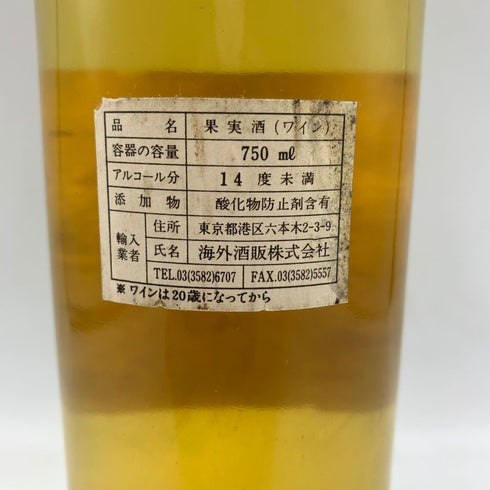 品名 果実酒(ワイン)
容器の容量 750 ml
アルコール分 14度未満
添加物 酸化物防止剤含有
輸入業者 住所 東京都港区六本木2-3-9
氏名 海外酒販株式会社
TEL.03(3582)6707 FAX.03(3582)5557
※ワインは20歳になってから